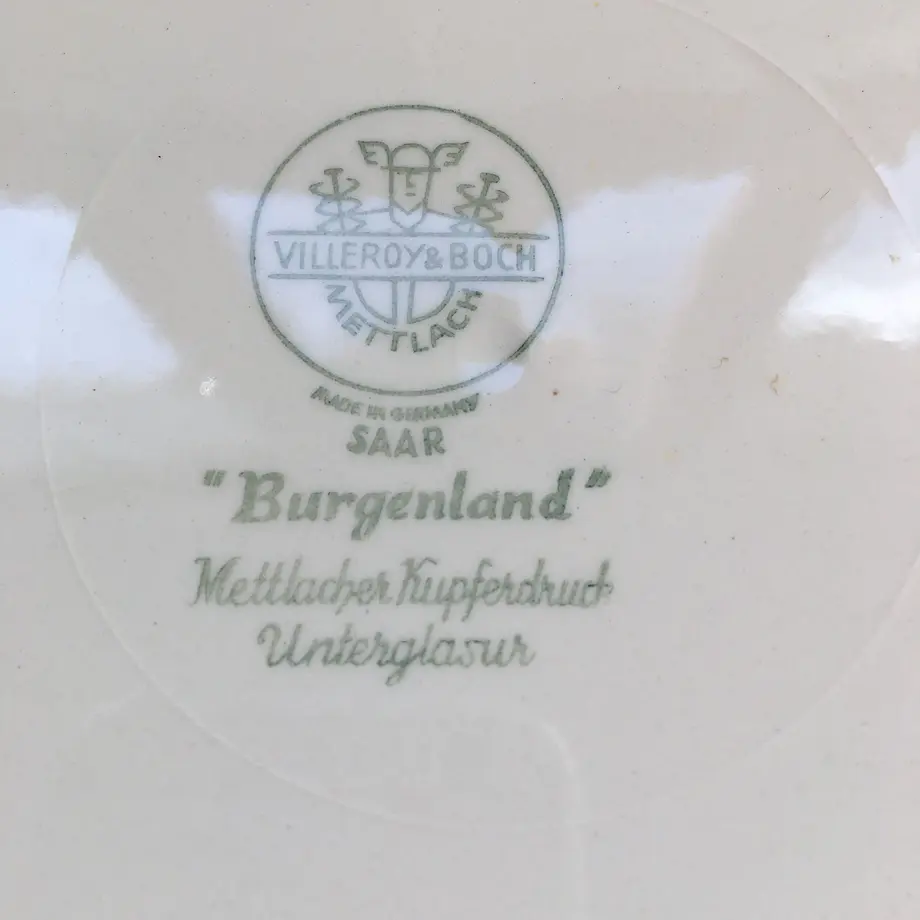 VILLEROY & BOCH
METTLACH
MADE IN GERMANY
SAAR
"Burgenland"
Mettlacher Kupferdruck
Unterglasur